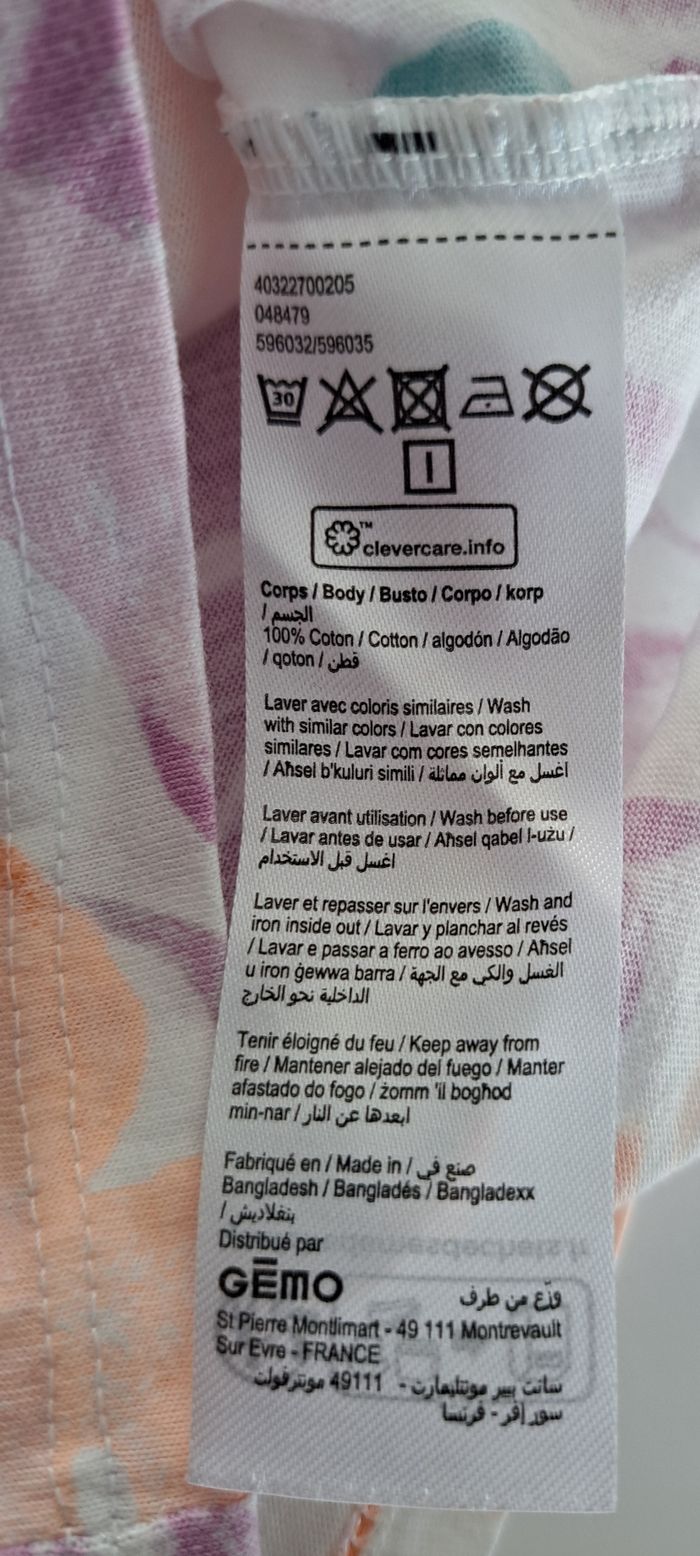 40322700205
048479
596032/596035
30
™
clevercare.info
Corps / Body / Busto / Corpo / korp
/ الجسم
100% Coton / Cotton / algodón / Algodão
/ qoton / قطن
Laver avec coloris similaires / Wash
with similar colors / Lavar con colores
similares / Lavar com cores semelhantes
/ Aħsel b'kuluri simili / اغسل مع ألوان مماثلة
Laver avant utilisation / Wash before use
/ Lavar antes de usar / Aħsel qabel l-użu /
اغسل قبل الاستخدام
Laver et repasser sur l'envers / Wash and
iron inside out / Lavar y planchar al revés
/ Lavar e passar a ferro ao avesso / Aħsel
u iron ġewwa barra / الغسل والكي مع الجهة
الداخلية نحو الخارج
Tenir éloigné du feu / Keep away from
fire / Mantener alejado del fuego / Manter
afastado do fogo / żomm 'il bogħod
min-nar / ابعدها عن النار
Fabriqué en / Made in / صنع في
Bangladesh / Bangladés / Bangladexx
/ بنغلاديش
Distribué par
GĒMO
وزّع من طرف
St Pierre Montlimart - 49 111 Montrevault
Sur Evre - FRANCE
سانت بيير مونتليمارت - 49111 مونترفولت
سور إفر - فرنسا